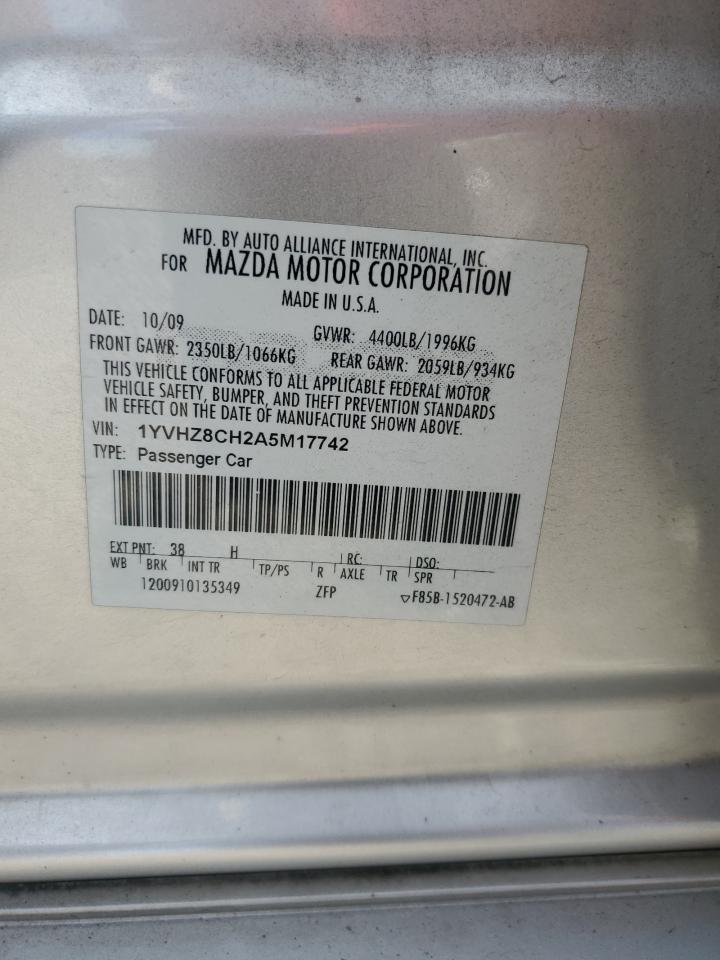 MFD. BY AUTO ALLIANCE INTERNATIONAL, INC.
FOR MAZDA MOTOR CORPORATION
MADE IN U.S.A.
DATE: 10/09 GVWR: 4400LB/1996KG
FRONT GAWR: 2350LB/1066KG REAR GAWR: 2059LB/934KG
THIS VEHICLE CONFORMS TO ALL APPLICABLE FEDERAL MOTOR
VEHICLE SAFETY, BUMPER, AND THEFT PREVENTION STANDARDS
IN EFFECT ON THE DATE OF MANUFACTURE SHOWN ABOVE.
VIN: 1YVHZ8CH2A5M17742
TYPE: Passenger Car
EXT PNT: 38 H RC: DSO:
WB BRK INT TR TP/PS R AXLE TR SPR
1200910135349 ZFP ▽F85B-1520472-AB